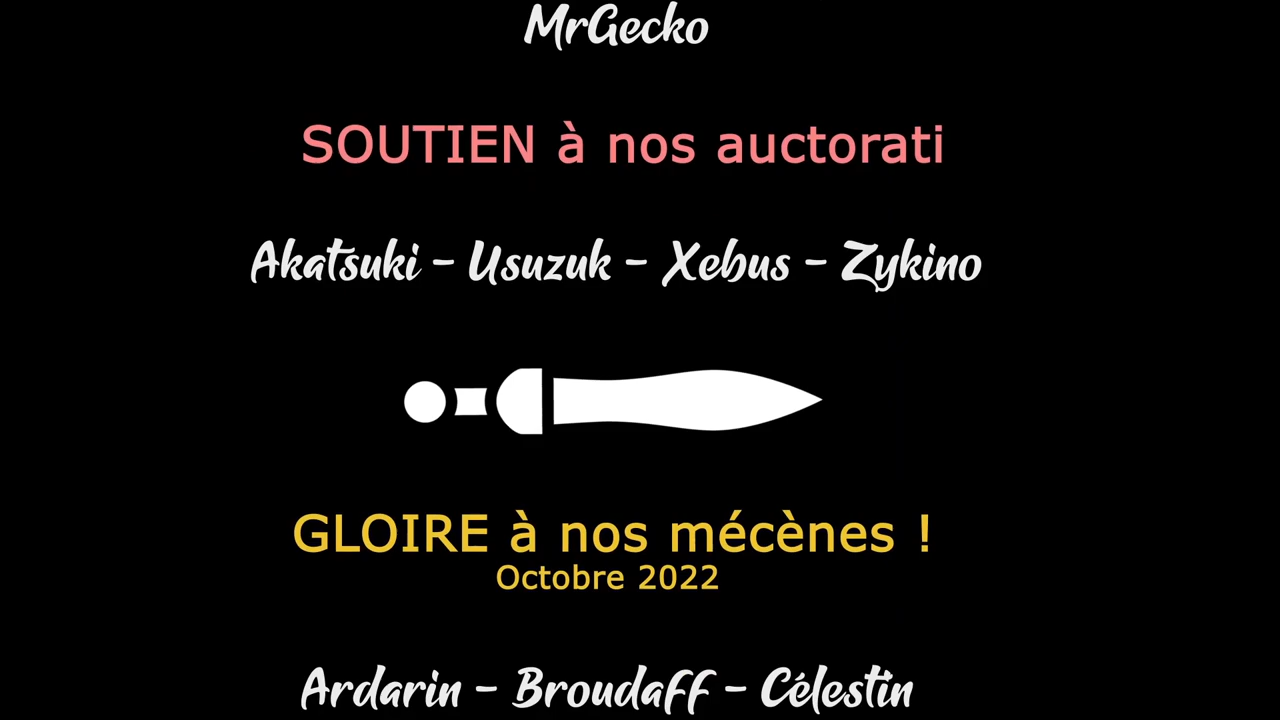 MrGecko
SOUTIEN à nos auctorati
Akatsuki - Usuzuk - Xebus - Zykino
GLOIRE à nos mécènes !
Octobre 2022
Ardarin - Broudaff - Célestin